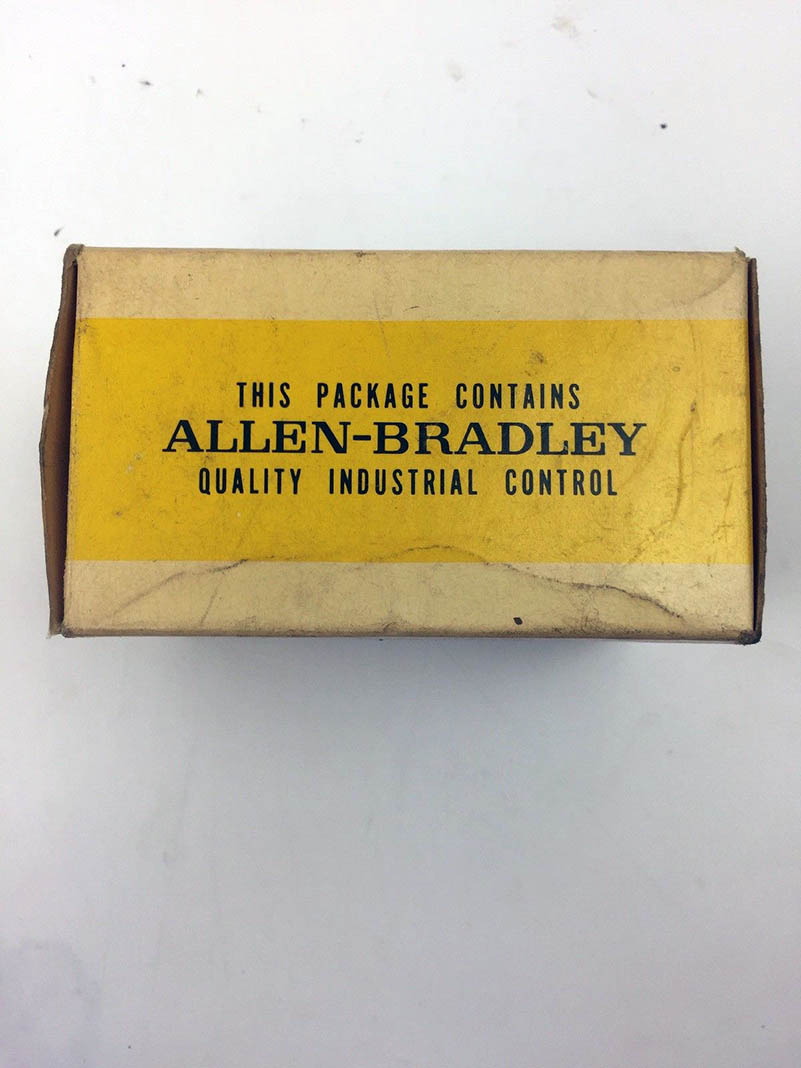 THIS PACKAGE CONTAINS
ALLEN-BRADLEY
QUALITY INDUSTRIAL CONTROL